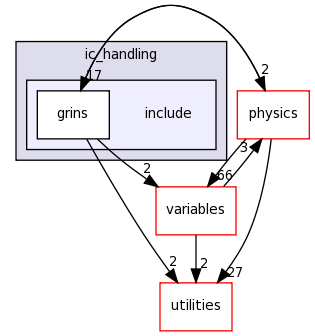 ic_handling
17
2
grins
include
physics
2
3
66
variables
2
2
27
utilities